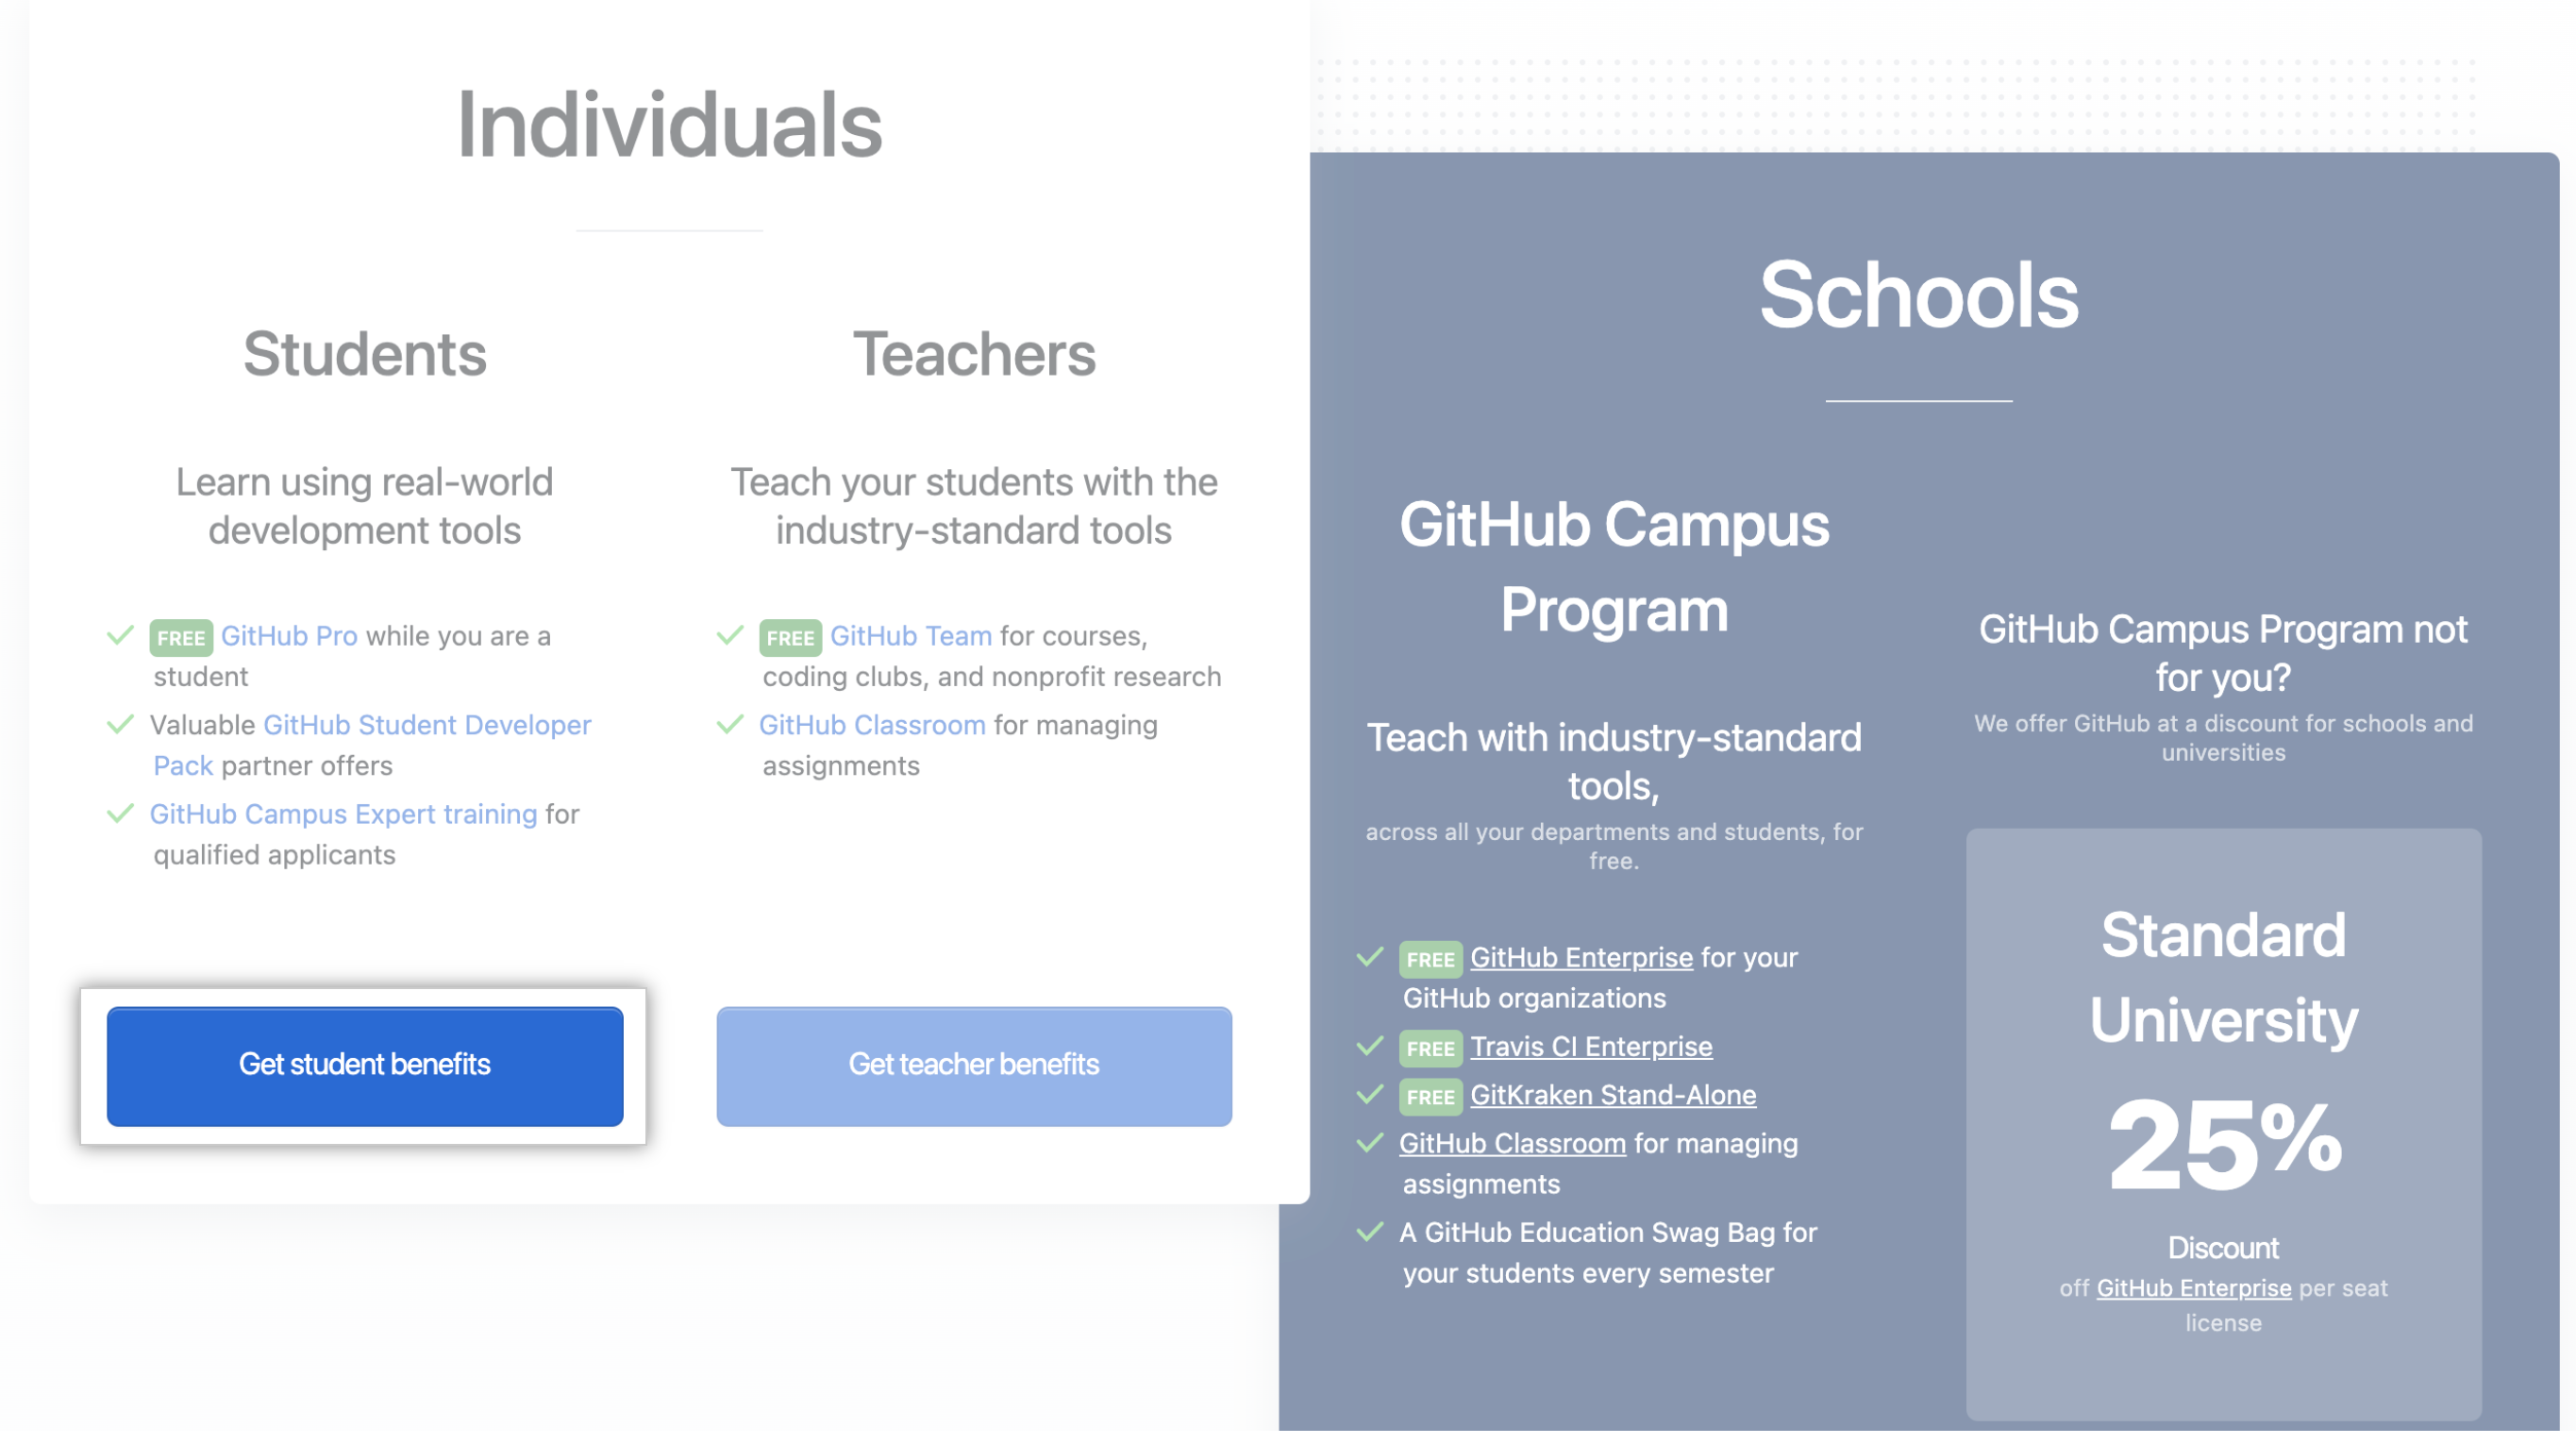 Individuals
Students
Learn using real-world
development tools
FREE GitHub Pro while you are a
student
Valuable GitHub Student Developer
Pack partner offers
GitHub Campus Expert training for
qualified applicants
Get student benefits
Teachers
Teach your students with the
industry-standard tools
FREE GitHub Team for courses,
coding clubs, and nonprofit research
GitHub Classroom for managing
assignments
Get teacher benefits
Schools
GitHub Campus
Program
Teach with industry-standard
tools,
across all your departments and students, for
free.
FREE GitHub Enterprise for your
GitHub organizations
FREE Travis CI Enterprise
FREE GitKraken Stand-Alone
GitHub Classroom for managing
assignments
A GitHub Education Swag Bag for
your students every semester
GitHub Campus Program not
for you?
We offer GitHub at a discount for schools and
universities
Standard
University
25%
Discount
off GitHub Enterprise per seat
license